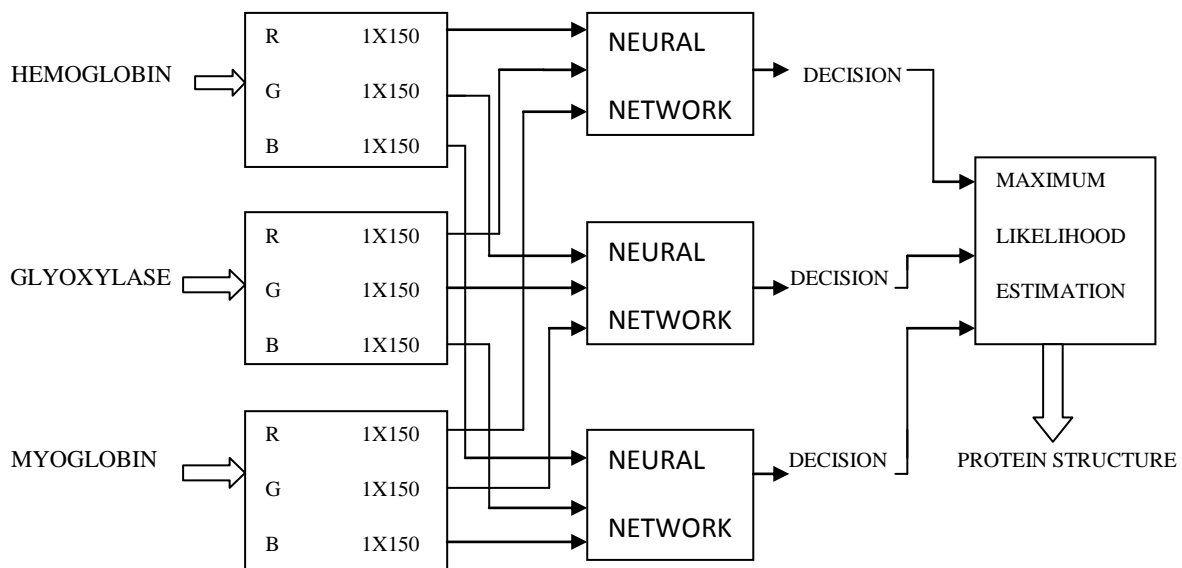 HEMOGLOBIN
R 1X150
G 1X150
B 1X150
NEURAL
NETWORK
DECISION
GLYOXYLASE
R 1X150
G 1X150
B 1X150
NEURAL
NETWORK
DECISION
MYOGLOBIN
R 1X150
G 1X150
B 1X150
NEURAL
NETWORK
DECISION
MAXIMUM
LIKELIHOOD
ESTIMATION
PROTEIN STRUCTURE